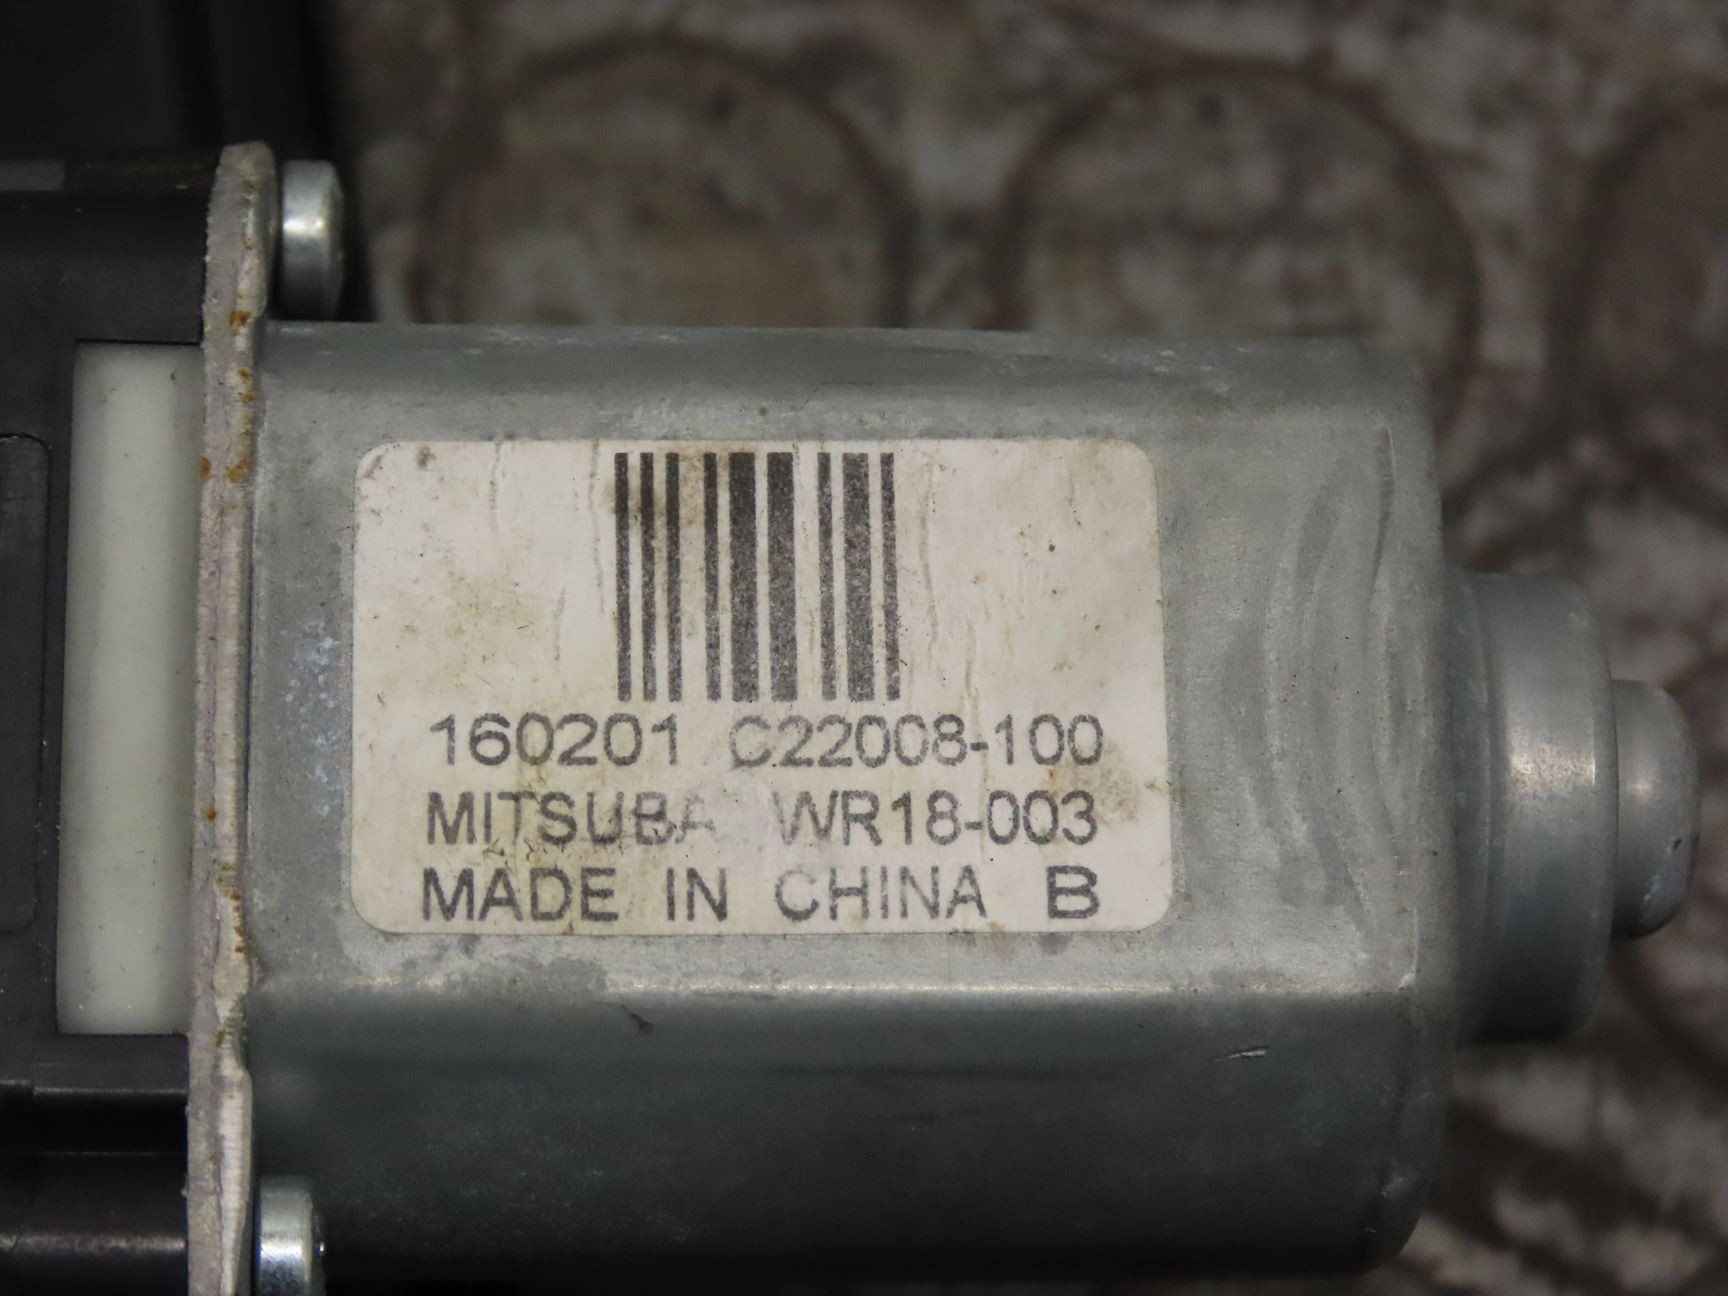 160201 C22008-100
MITSUBA WR18-003
MADE IN CHINA B